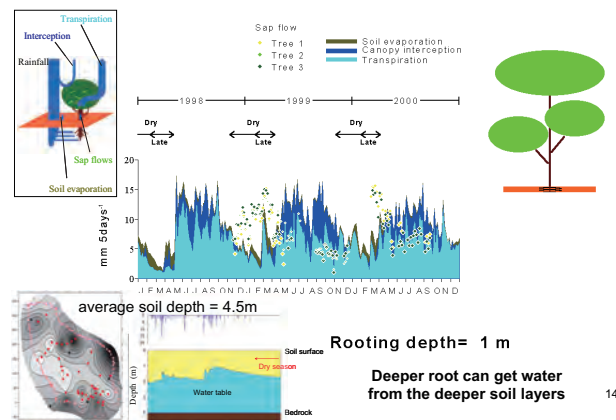 Transpiration
Interception
Rainfall
Sap flows
Soil evaporation
Sap flow
Tree 1
Tree 2
Tree 3
Soil evaporation
Canopy interception
Transpiration
1998 1999 2000
Dry Dry Dry
Late Late Late
mm 5days-1
20
15
10
5
0
J F M A M J J A S O N D J F M A M J J A S O N D J F M A M J J A S O N D
average soil depth = 4.5m
Depth (m)
Soil surface
Dry season
Water table
Bedrock
Rooting depth= 1 m
Deeper root can get water
from the deeper soil layers
14